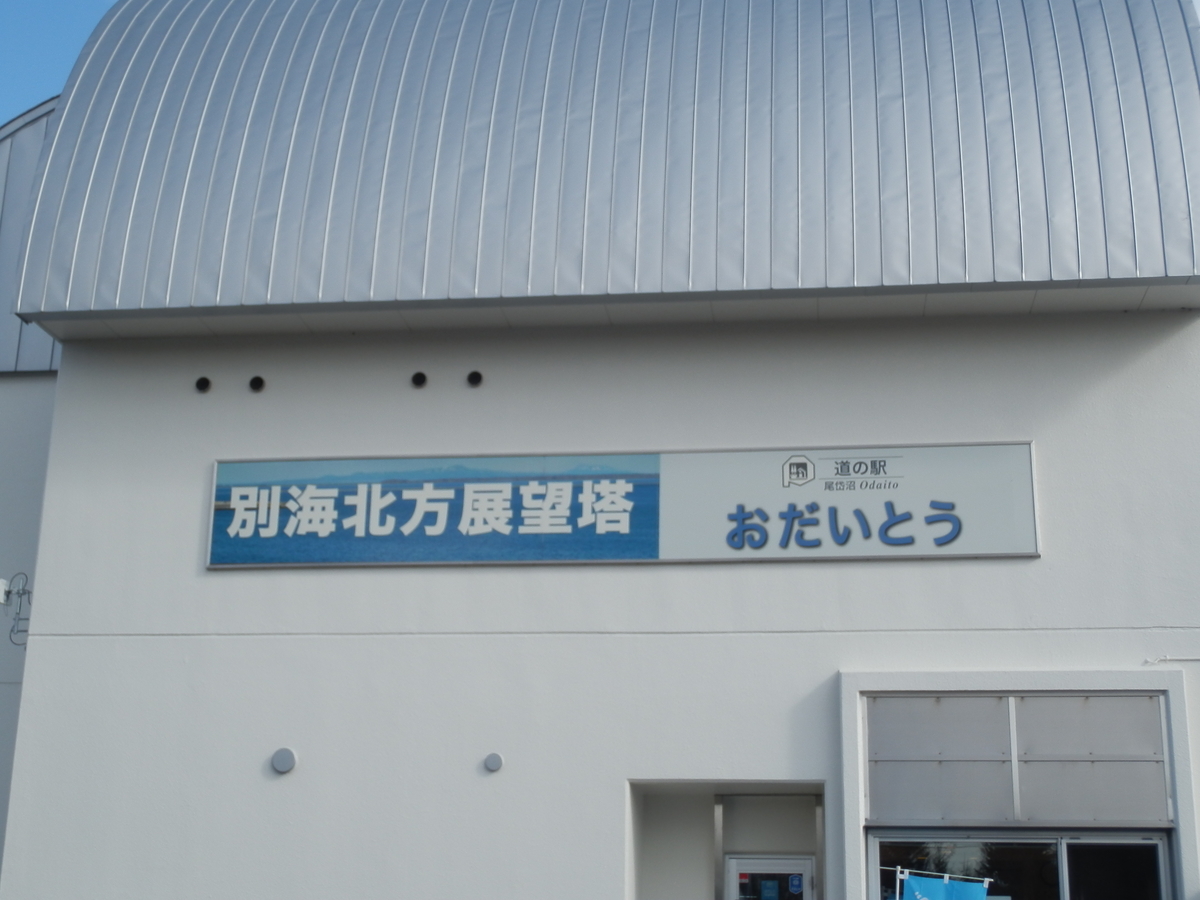 別海北方展望塔
道の駅
尾岱沼 Odaito
おだいとう